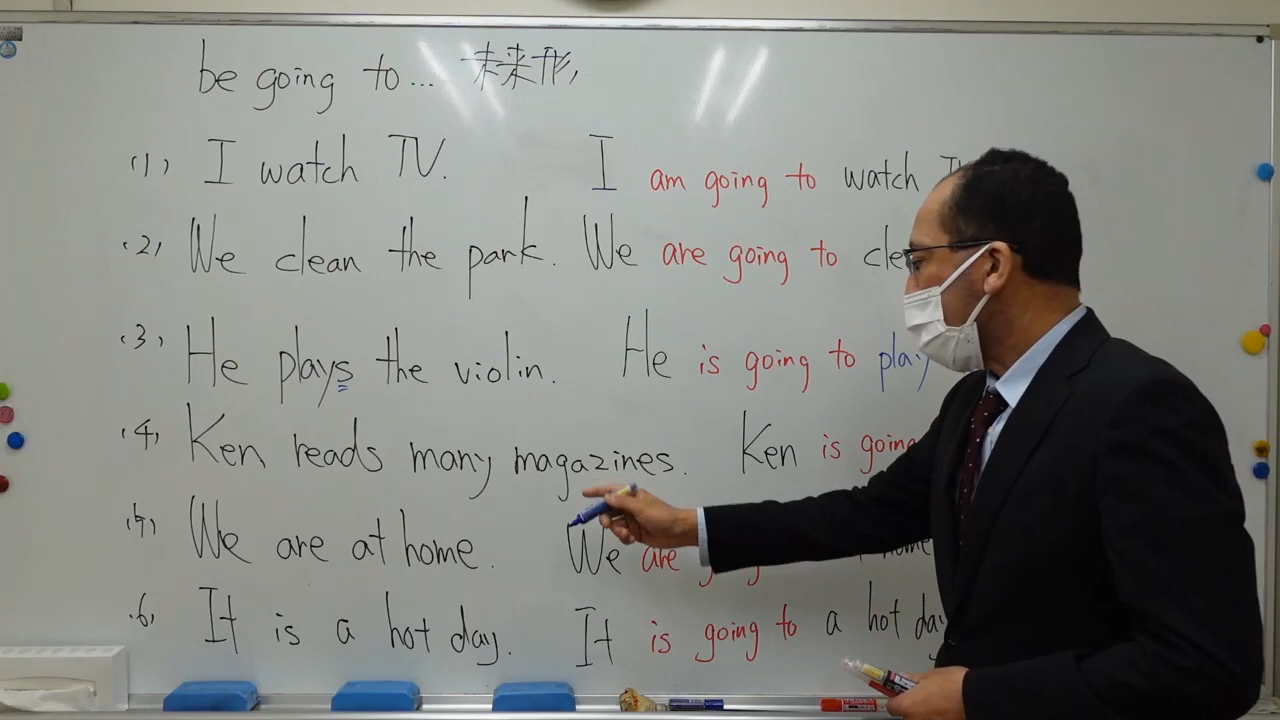 be going to... 未来形
(1) I watch TV. I am going to watch
(2) We clean the park. We are going to
(3) He plays the violin. He is going to play
(4) Ken reads many magazines. Ken is going
We are at home. We are
(6) It is a hot day. It is going to a hot day